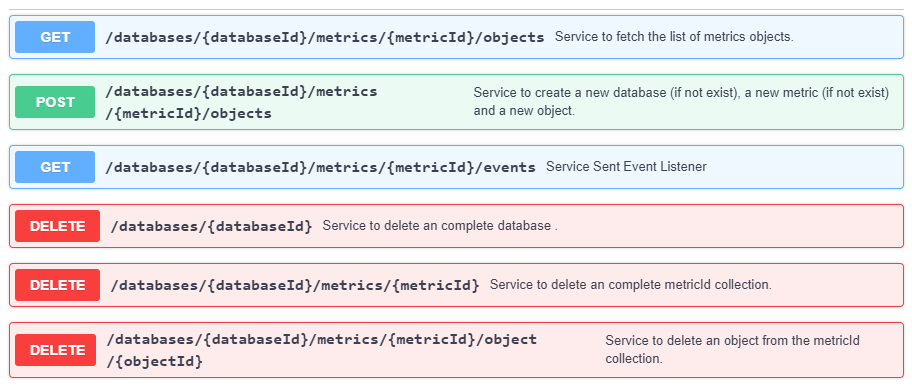 GET /databases/{databaseId}/metrics/{metricId}/objects Service to fetch the list of metrics objects.
POST /databases/{databaseId}/metrics
/{metricId}/objects
Service to create a new database (if not exist), a new metric (if not exist)
and a new object.
GET /databases/{databaseId}/metrics/{metricId}/events Service Sent Event Listener
DELETE /databases/{databaseId} Service to delete an complete database .
DELETE /databases/{databaseId}/metrics/{metricId} Service to delete an complete metricId collection.
DELETE /databases/{databaseId}/metrics/{metricId}/object
/{objectId}
Service to delete an object from the metricId
collection.